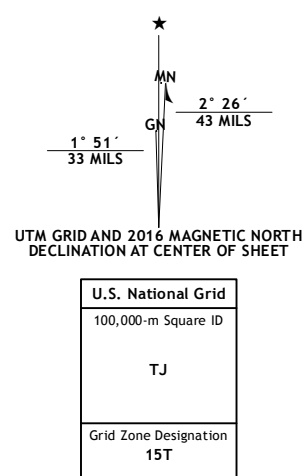 ★
MN
GN
2° 26´
43 MILS
1° 51´
33 MILS
UTM GRID AND 2016 MAGNETIC NORTH
DECLINATION AT CENTER OF SHEET
U.S. National Grid
100,000-m Square ID
TJ
Grid Zone Designation
15T